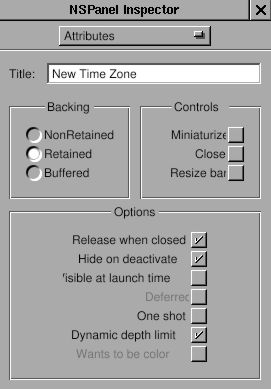 NSPanel Inspector
Attributes
Title: New Time Zone
Backing
NonRetained
Retained
Buffered
Controls
Miniaturize
Close
Resize bar
Options
Release when closed
Hide on deactivate
isible at launch time
Deferred
One shot
Dynamic depth limit
Wants to be color